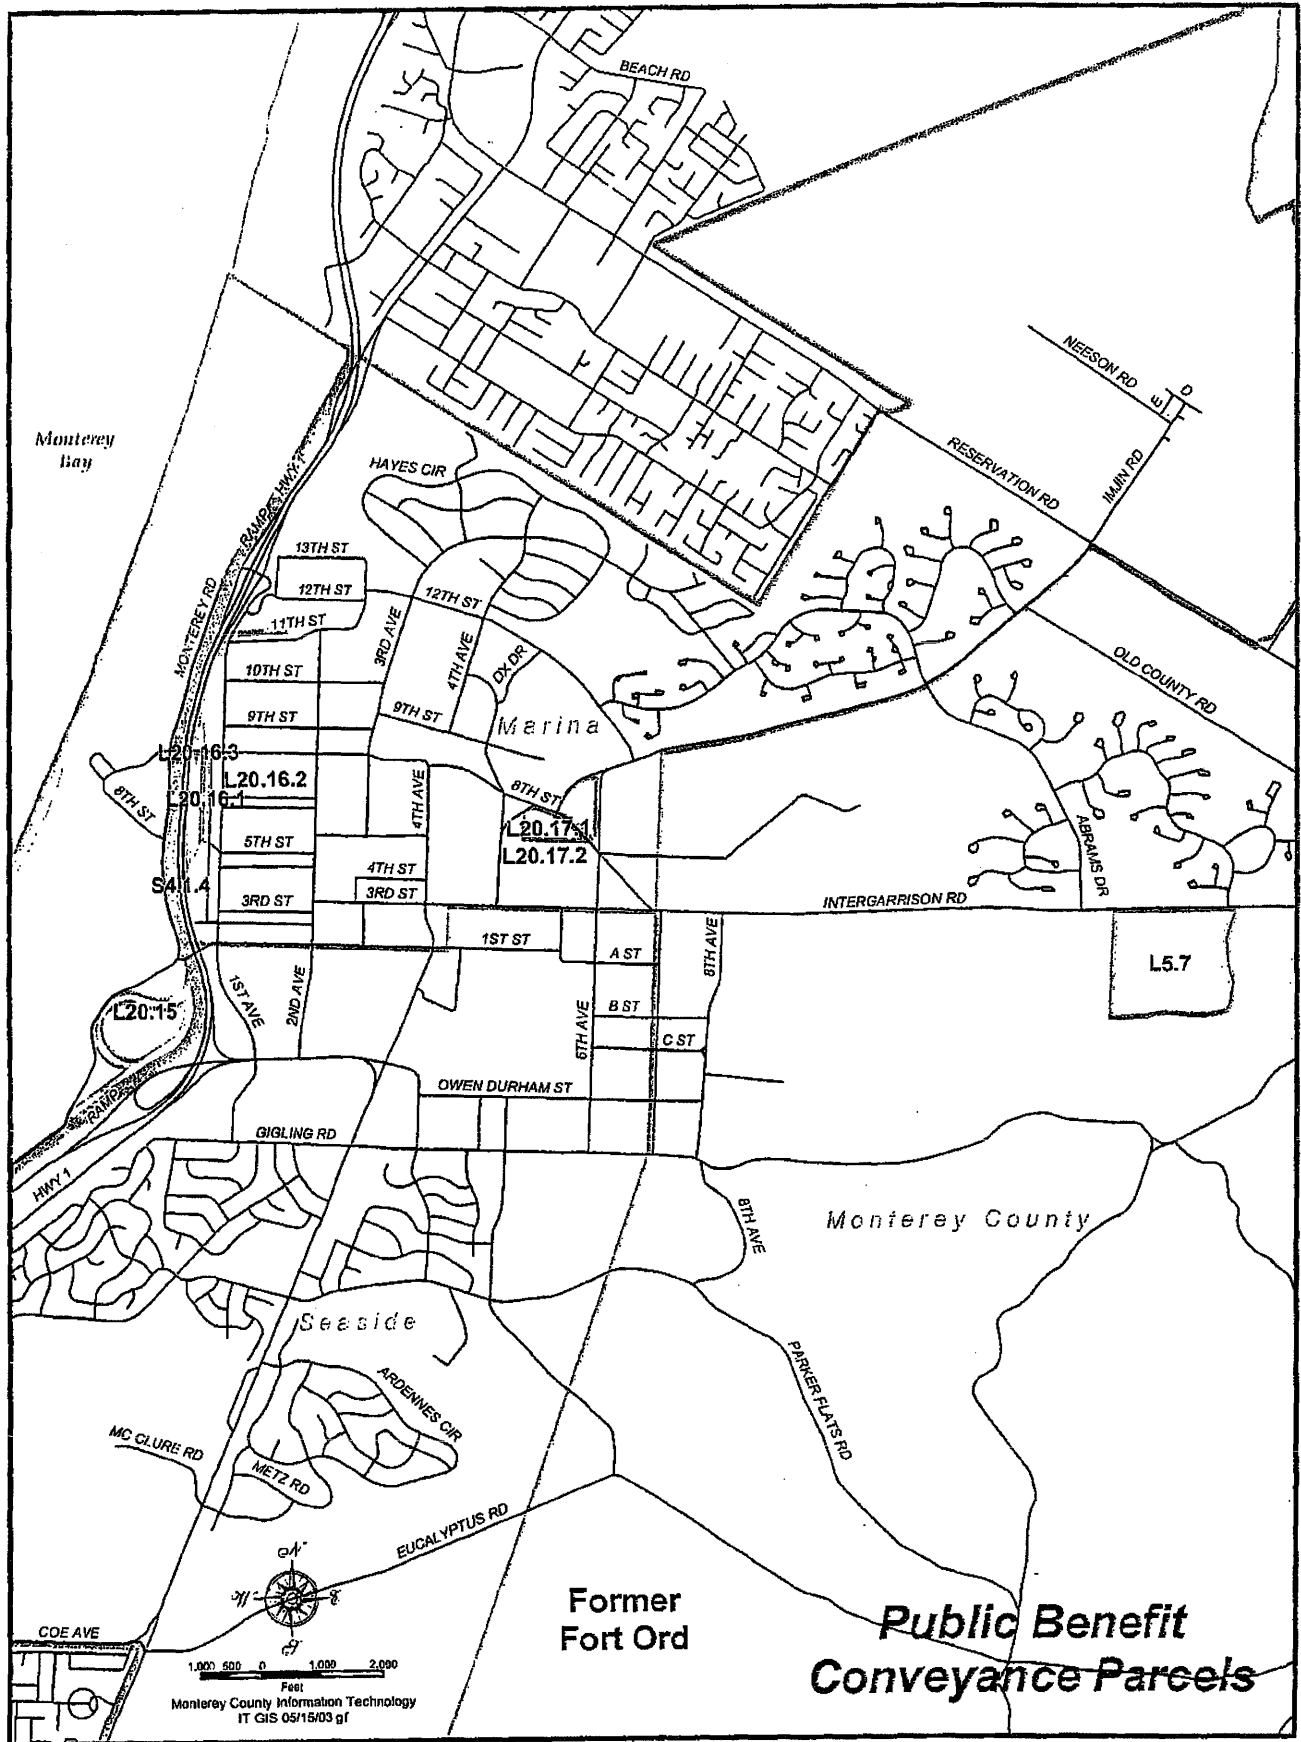 BEACH RD
NEESON RD
D
E
Monterey
Bay
RAMP
HWY 1
HAYES CIR
RESERVATION RD
IMJIN RD
13TH ST
12TH ST
12TH ST
11TH ST
MONTEREY RD
3RD AVE
4TH AVE
DX DR
10TH ST
OLD COUNTY RD
9TH ST
9TH ST
Marina
L20.16.3
L20.16.2
L20.16.1
8TH ST
4TH AVE
8TH ST
L20.17.1
L20.17.2
5TH ST
ABRAMS DR
4TH ST
S4.1.4
3RD ST
3RD ST
INTERGARRISON RD
1ST ST
A ST
8TH AVE
L5.7
1ST AVE
2ND AVE
L20.15
B ST
6TH AVE
C ST
OWEN DURHAM ST
RAMP
GIGLING RD
HWY 1
8TH AVE
Monterey County
Seaside
PARKER FLATS RD
ARDENNES CIR
MC CLURE RD
METZ RD
EUCALYPTUS RD
Former
Fort Ord
Public Benefit
Conveyance Parcels
COE AVE
1,000 500 0 1,000 2,000
Feet
Monterey County Information Technology
IT GIS 05/15/03 gf